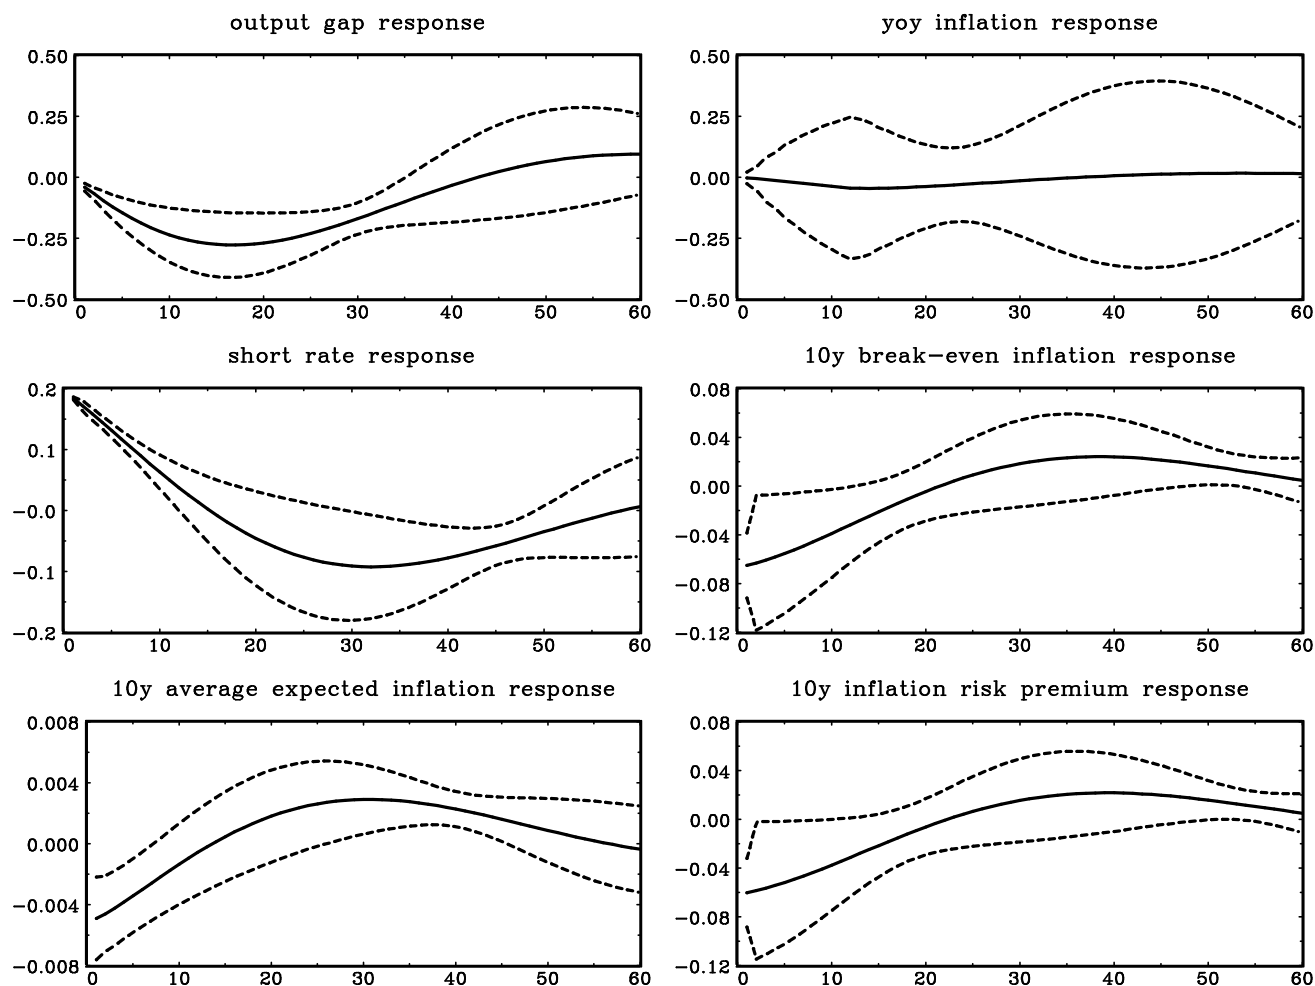 output gap response
0.50
0.25
0.00
−0.25
−0.50
0 10 20 30 40 50 60
yoy inflation response
0.50
0.25
0.00
−0.25
−0.50
0 10 20 30 40 50 60
short rate response
0.2
0.1
−0.0
−0.1
−0.2
0 10 20 30 40 50 60
10y break−even inflation response
0.08
0.04
0.00
−0.04
−0.08
−0.12
0 10 20 30 40 50 60
10y average expected inflation response
0.008
0.004
0.000
−0.004
−0.008
0 10 20 30 40 50 60
10y inflation risk premium response
0.08
0.04
0.00
−0.04
−0.08
−0.12
0 10 20 30 40 50 60